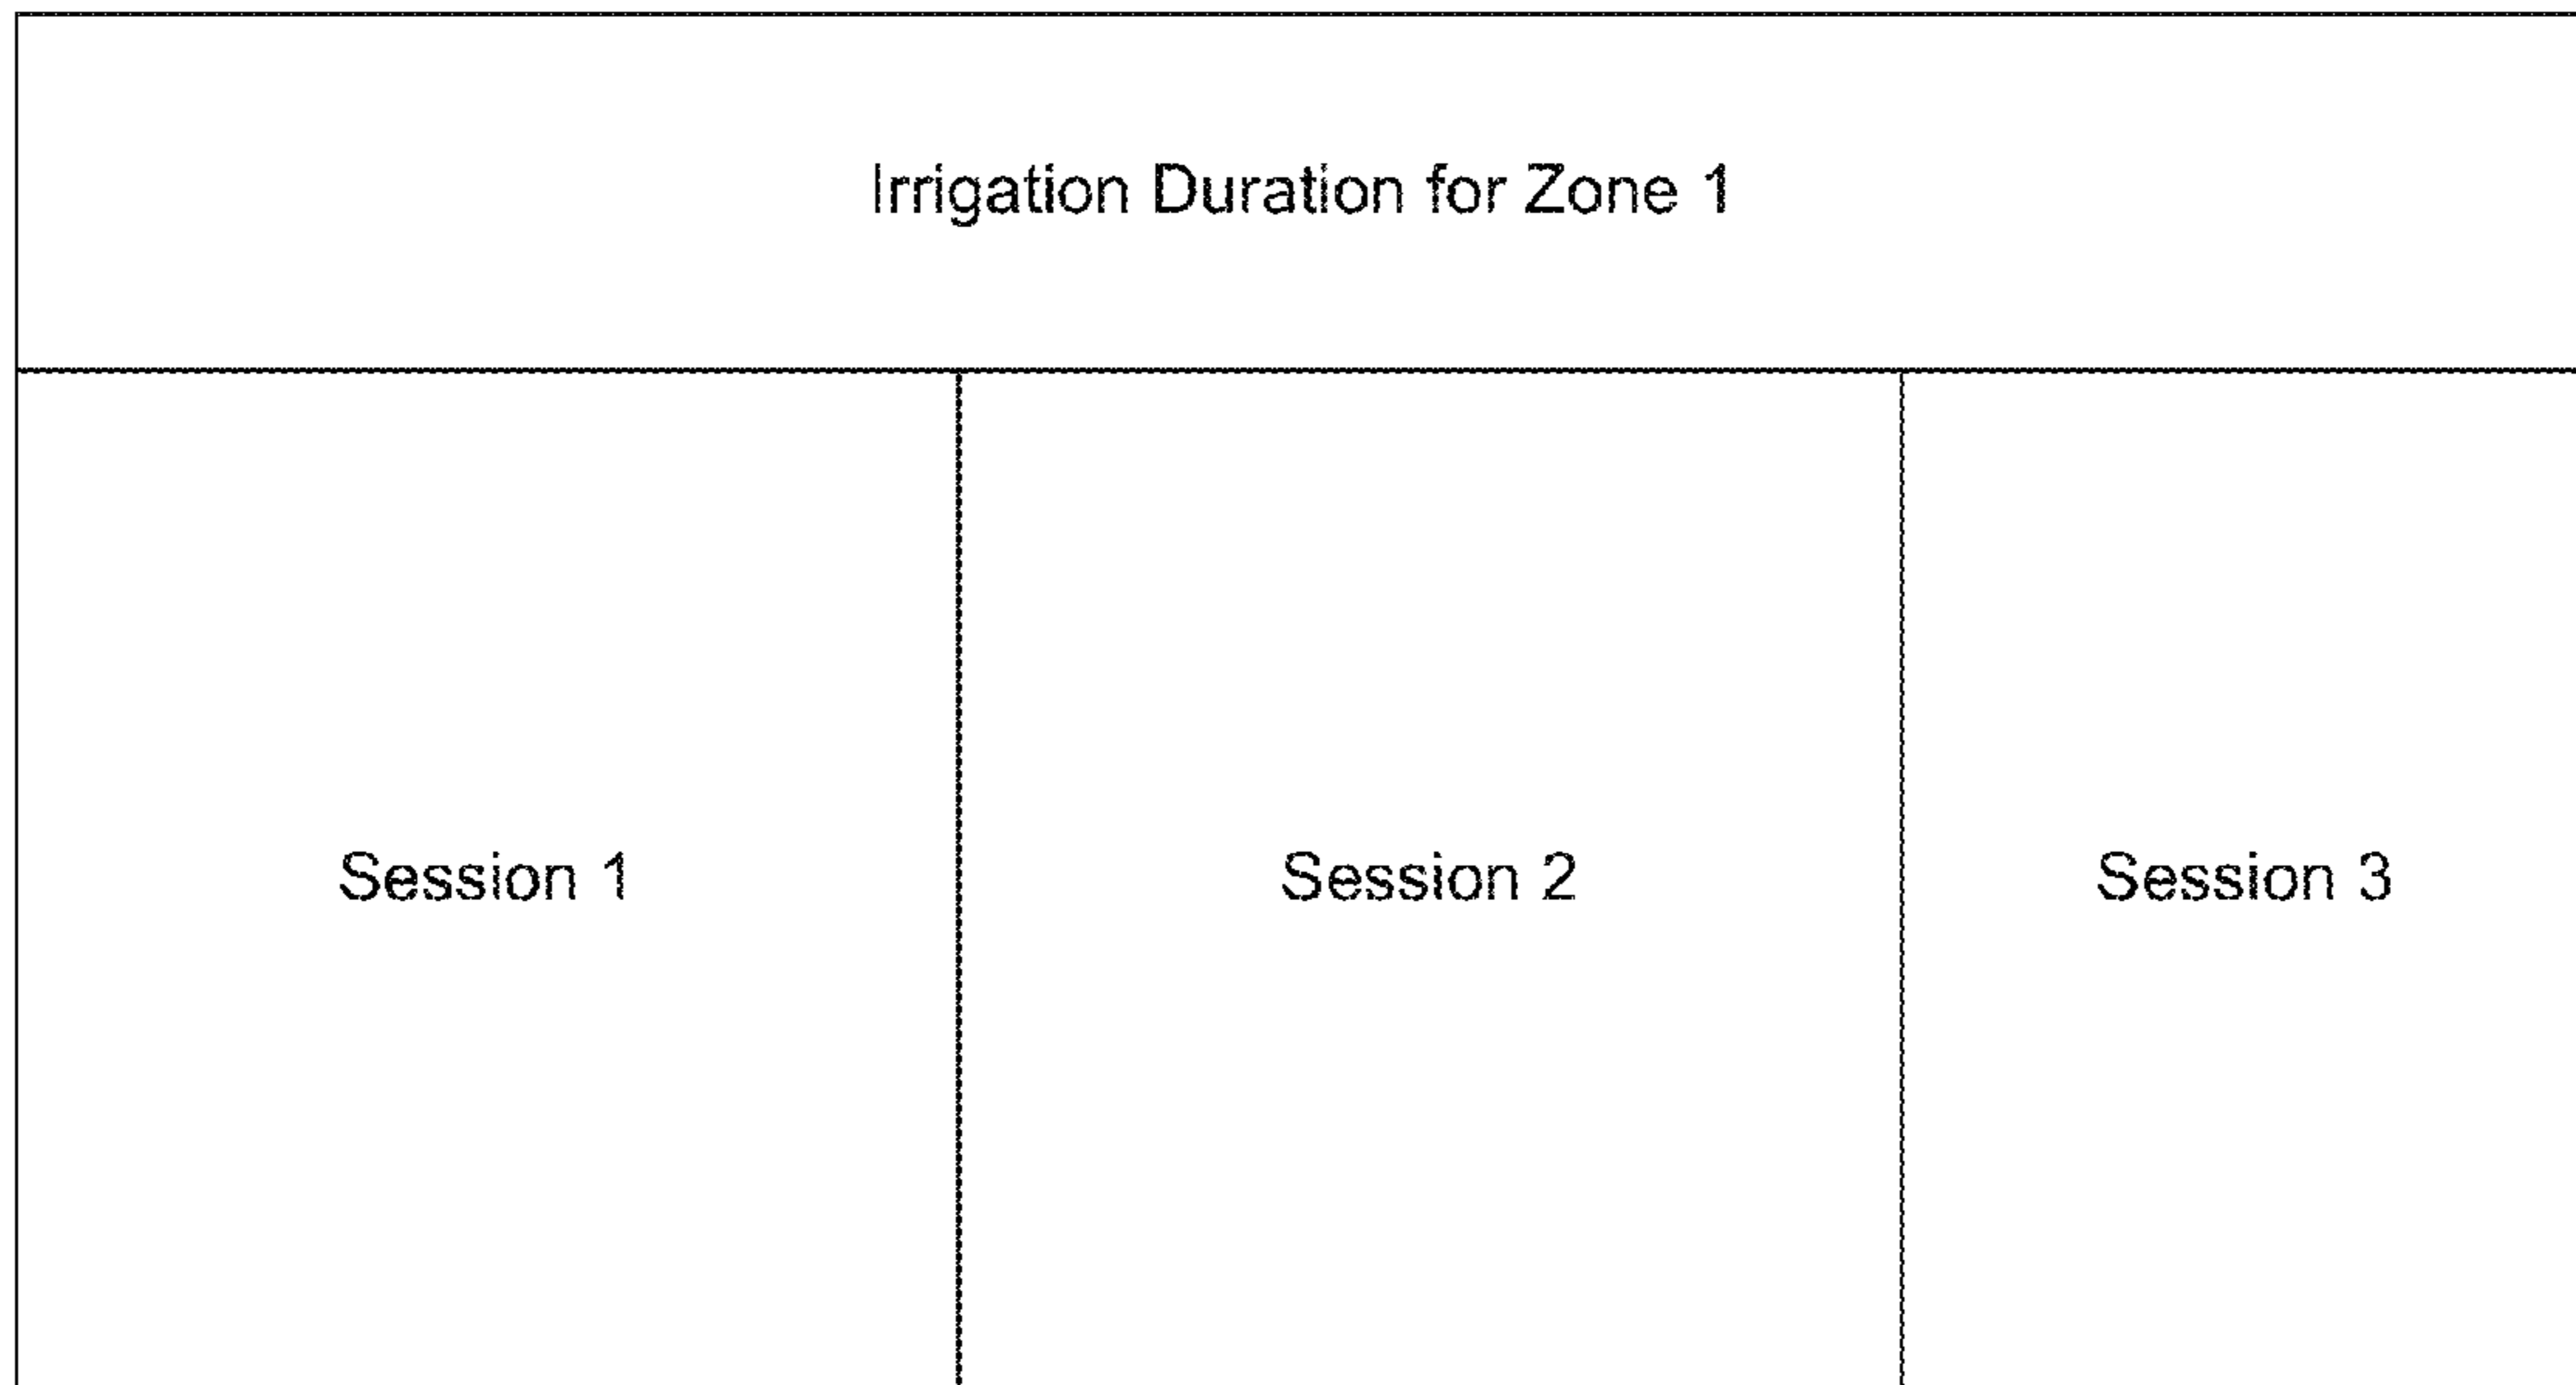 Irrigation Duration for Zone 1
Session 1
Session 2
Session 3